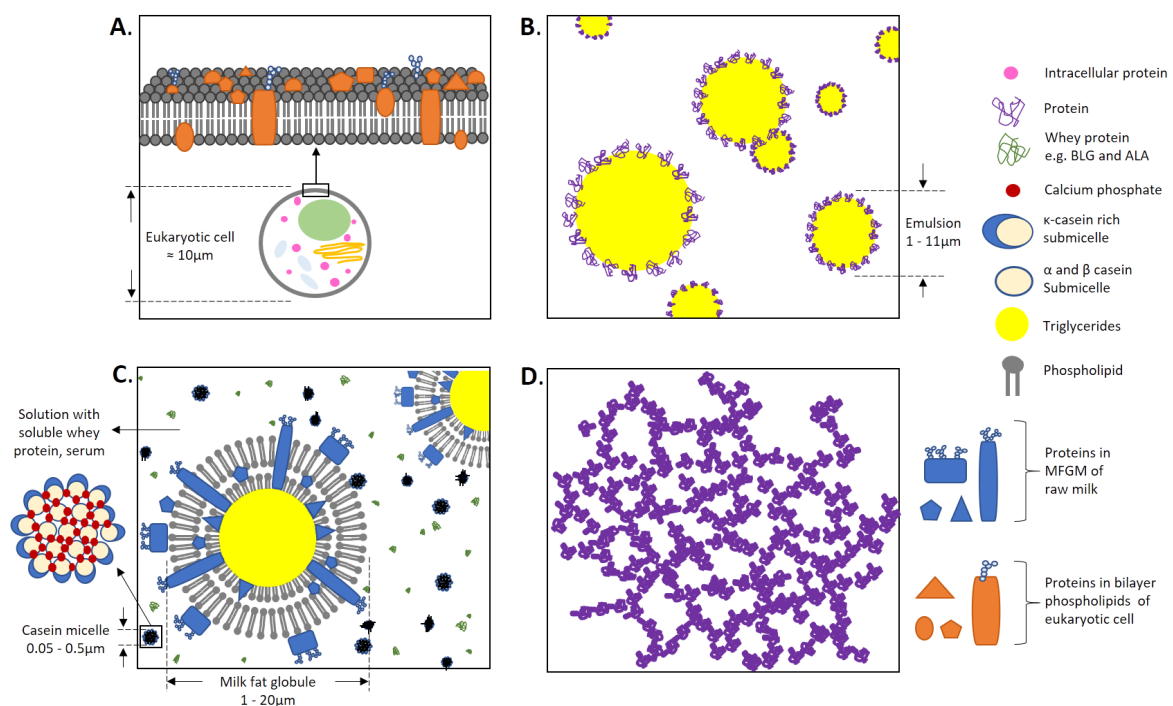 A.
Eukaryotic cell
≈ 10µm
B.
Emulsion
1 - 11µm
Intracellular protein
Protein
Whey protein
e.g. BLG and ALA
Calcium phosphate
κ-casein rich
submicelle
α and β casein
Submicelle
Triglycerides
Phospholipid
C.
Solution with
soluble whey
protein, serum
Casein micelle
0.05 - 0.5µm
Milk fat globule
1 - 20µm
D.
Proteins in
MFGM of
raw milk
Proteins in bilayer
phospholipids of
eukaryotic cell